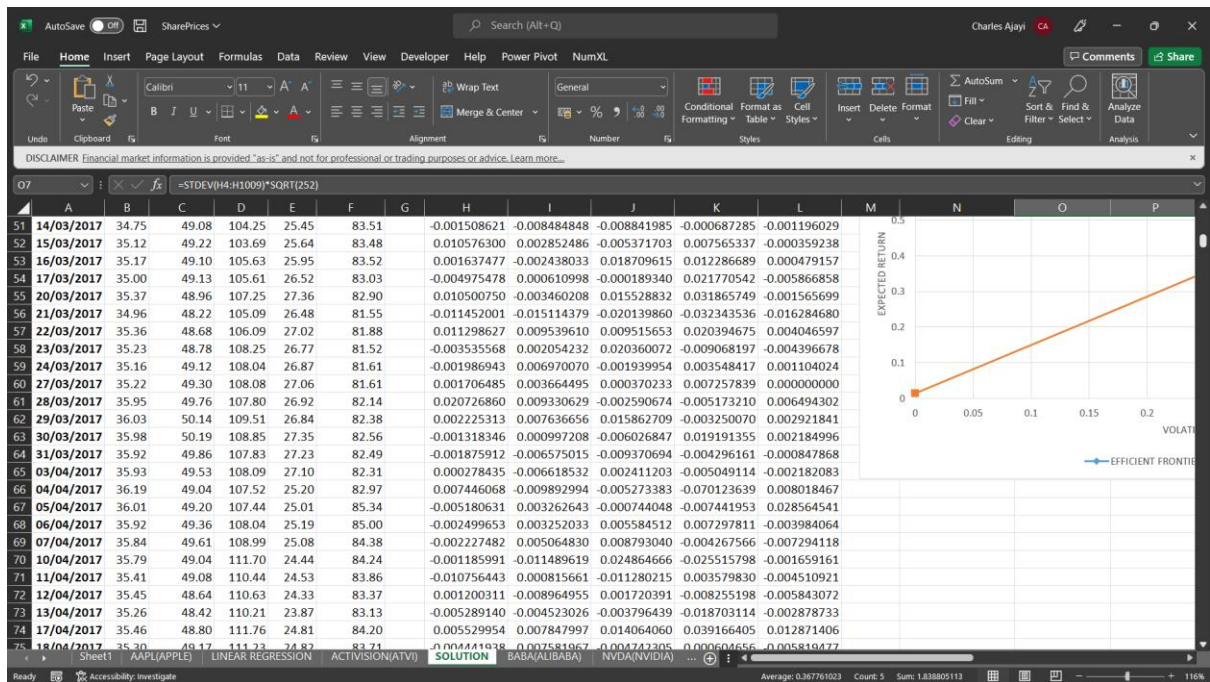 AutoSave Off SharePrices Search (Alt+Q) Charles Ajayi CA
File Home Insert Page Layout Formulas Data Review View Developer Help Power Pivot NumXL Comments Share
Paste Calibri 11 A A Wrap Text General Conditional Formatting Format as Table Cell Styles Insert Delete Format AutoSum Fill Clear Sort & Filter Find & Select Analyze Data
B I U A Merge & Center % 9
Undo Clipboard Font Alignment Number Styles Cells Editing Analysis
DISCLAIMER Financial market information is provided "as-is" and not for professional or trading purposes or advice. Learn more...
O7 fx =STDEV(H4:H1009)*SQRT(252)
A B C D E F G H I J K L M N O P
51 14/03/2017 34.75 49.08 104.25 25.45 83.51 -0.001508621 -0.008484848 -0.008841985 -0.000687285 -0.001196029
52 15/03/2017 35.12 49.22 103.69 25.64 83.48 0.010576300 0.002852486 -0.005371703 0.007565337 -0.000359238
53 16/03/2017 35.17 49.10 105.63 25.95 83.52 0.001637477 -0.002438033 0.018709615 0.012286689 0.000479157
54 17/03/2017 35.00 49.13 105.61 26.52 83.03 -0.004975478 0.000610998 -0.000189340 0.021770542 -0.005866858
55 20/03/2017 35.37 48.96 107.25 27.36 82.90 0.010500750 -0.003460208 0.015528832 0.031865749 -0.001565699
56 21/03/2017 34.96 48.22 105.09 26.48 81.55 -0.011452001 -0.015114379 -0.020139860 -0.032343536 -0.016284680
57 22/03/2017 35.36 48.68 106.09 27.02 81.88 0.011298627 0.009539610 0.009515653 0.020394675 0.004046597
58 23/03/2017 35.23 48.78 108.25 26.77 81.52 -0.003535568 0.002054232 0.020360072 -0.009068197 -0.004396678
59 24/03/2017 35.16 49.12 108.04 26.87 81.61 -0.001986943 0.006970070 -0.001939954 0.003548417 0.001104024
60 27/03/2017 35.22 49.30 108.08 27.06 81.61 0.001706485 0.003664495 0.000370233 0.007257839 0.000000000
61 28/03/2017 35.95 49.76 107.80 26.92 82.14 0.020726860 0.009330629 -0.002590674 -0.005173210 0.006494302
62 29/03/2017 36.03 50.14 109.51 26.84 82.38 0.002225313 0.007636656 0.015862709 -0.003250070 0.002921841
63 30/03/2017 35.98 50.19 108.85 27.35 82.56 -0.001318346 0.000997208 -0.006026847 0.019191355 0.002184996
64 31/03/2017 35.92 49.86 107.83 27.23 82.49 -0.001875912 -0.006575015 -0.009370694 -0.004296161 -0.000847868
65 03/04/2017 35.93 49.53 108.09 27.10 82.31 0.000278435 -0.006618532 0.002411203 -0.005049114 -0.002182083
66 04/04/2017 36.19 49.04 107.52 25.20 82.97 0.007446068 -0.009892994 -0.005273383 -0.070123639 0.008018467
67 05/04/2017 36.01 49.20 107.44 25.01 85.34 -0.005180631 0.003262643 -0.000744048 -0.007441953 0.028564541
68 06/04/2017 35.92 49.36 108.04 25.19 85.00 -0.002499653 0.003252033 0.005584512 0.007297811 -0.003984064
69 07/04/2017 35.84 49.61 108.99 25.08 84.38 -0.002227482 0.005064830 0.008793040 -0.004267566 -0.007294118
70 10/04/2017 35.79 49.04 111.70 24.44 84.24 -0.001185991 -0.011489619 0.024864666 -0.025515798 -0.001659161
71 11/04/2017 35.41 49.08 110.44 24.53 83.86 -0.010756443 0.000815661 -0.011280215 0.003579830 -0.004510921
72 12/04/2017 35.45 48.64 110.63 24.33 83.37 0.001200311 -0.008964955 0.001720391 -0.008255198 -0.005843072
73 13/04/2017 35.26 48.42 110.21 23.87 83.13 -0.005289140 -0.004523026 -0.003796439 -0.018703114 -0.002878733
74 17/04/2017 35.46 48.80 111.76 24.81 84.20 0.005529954 0.007847997 0.014064060 0.039166405 0.012871406
75 18/04/2017 35.30 49.17 111.23 24.82 83.71 -0.004441938 0.007581967 -0.004742305 0.000604656 -0.005819477
0.5
0.4
0.3
0.2
0.1
0
EXPECTED RETURN
0 0.05 0.1 0.15 0.2
VOLATI
EFFICIENT FRONTIE
Sheet1 AAPL(APPLE) LINEAR REGRESSION ACTIVISION(ATVI) SOLUTION BABA(ALIBABA) NVDA(NVIDIA) ...
Ready Accessibility: Investigate Average: 0.367761023 Count: 5 Sum: 1.838805113 116%